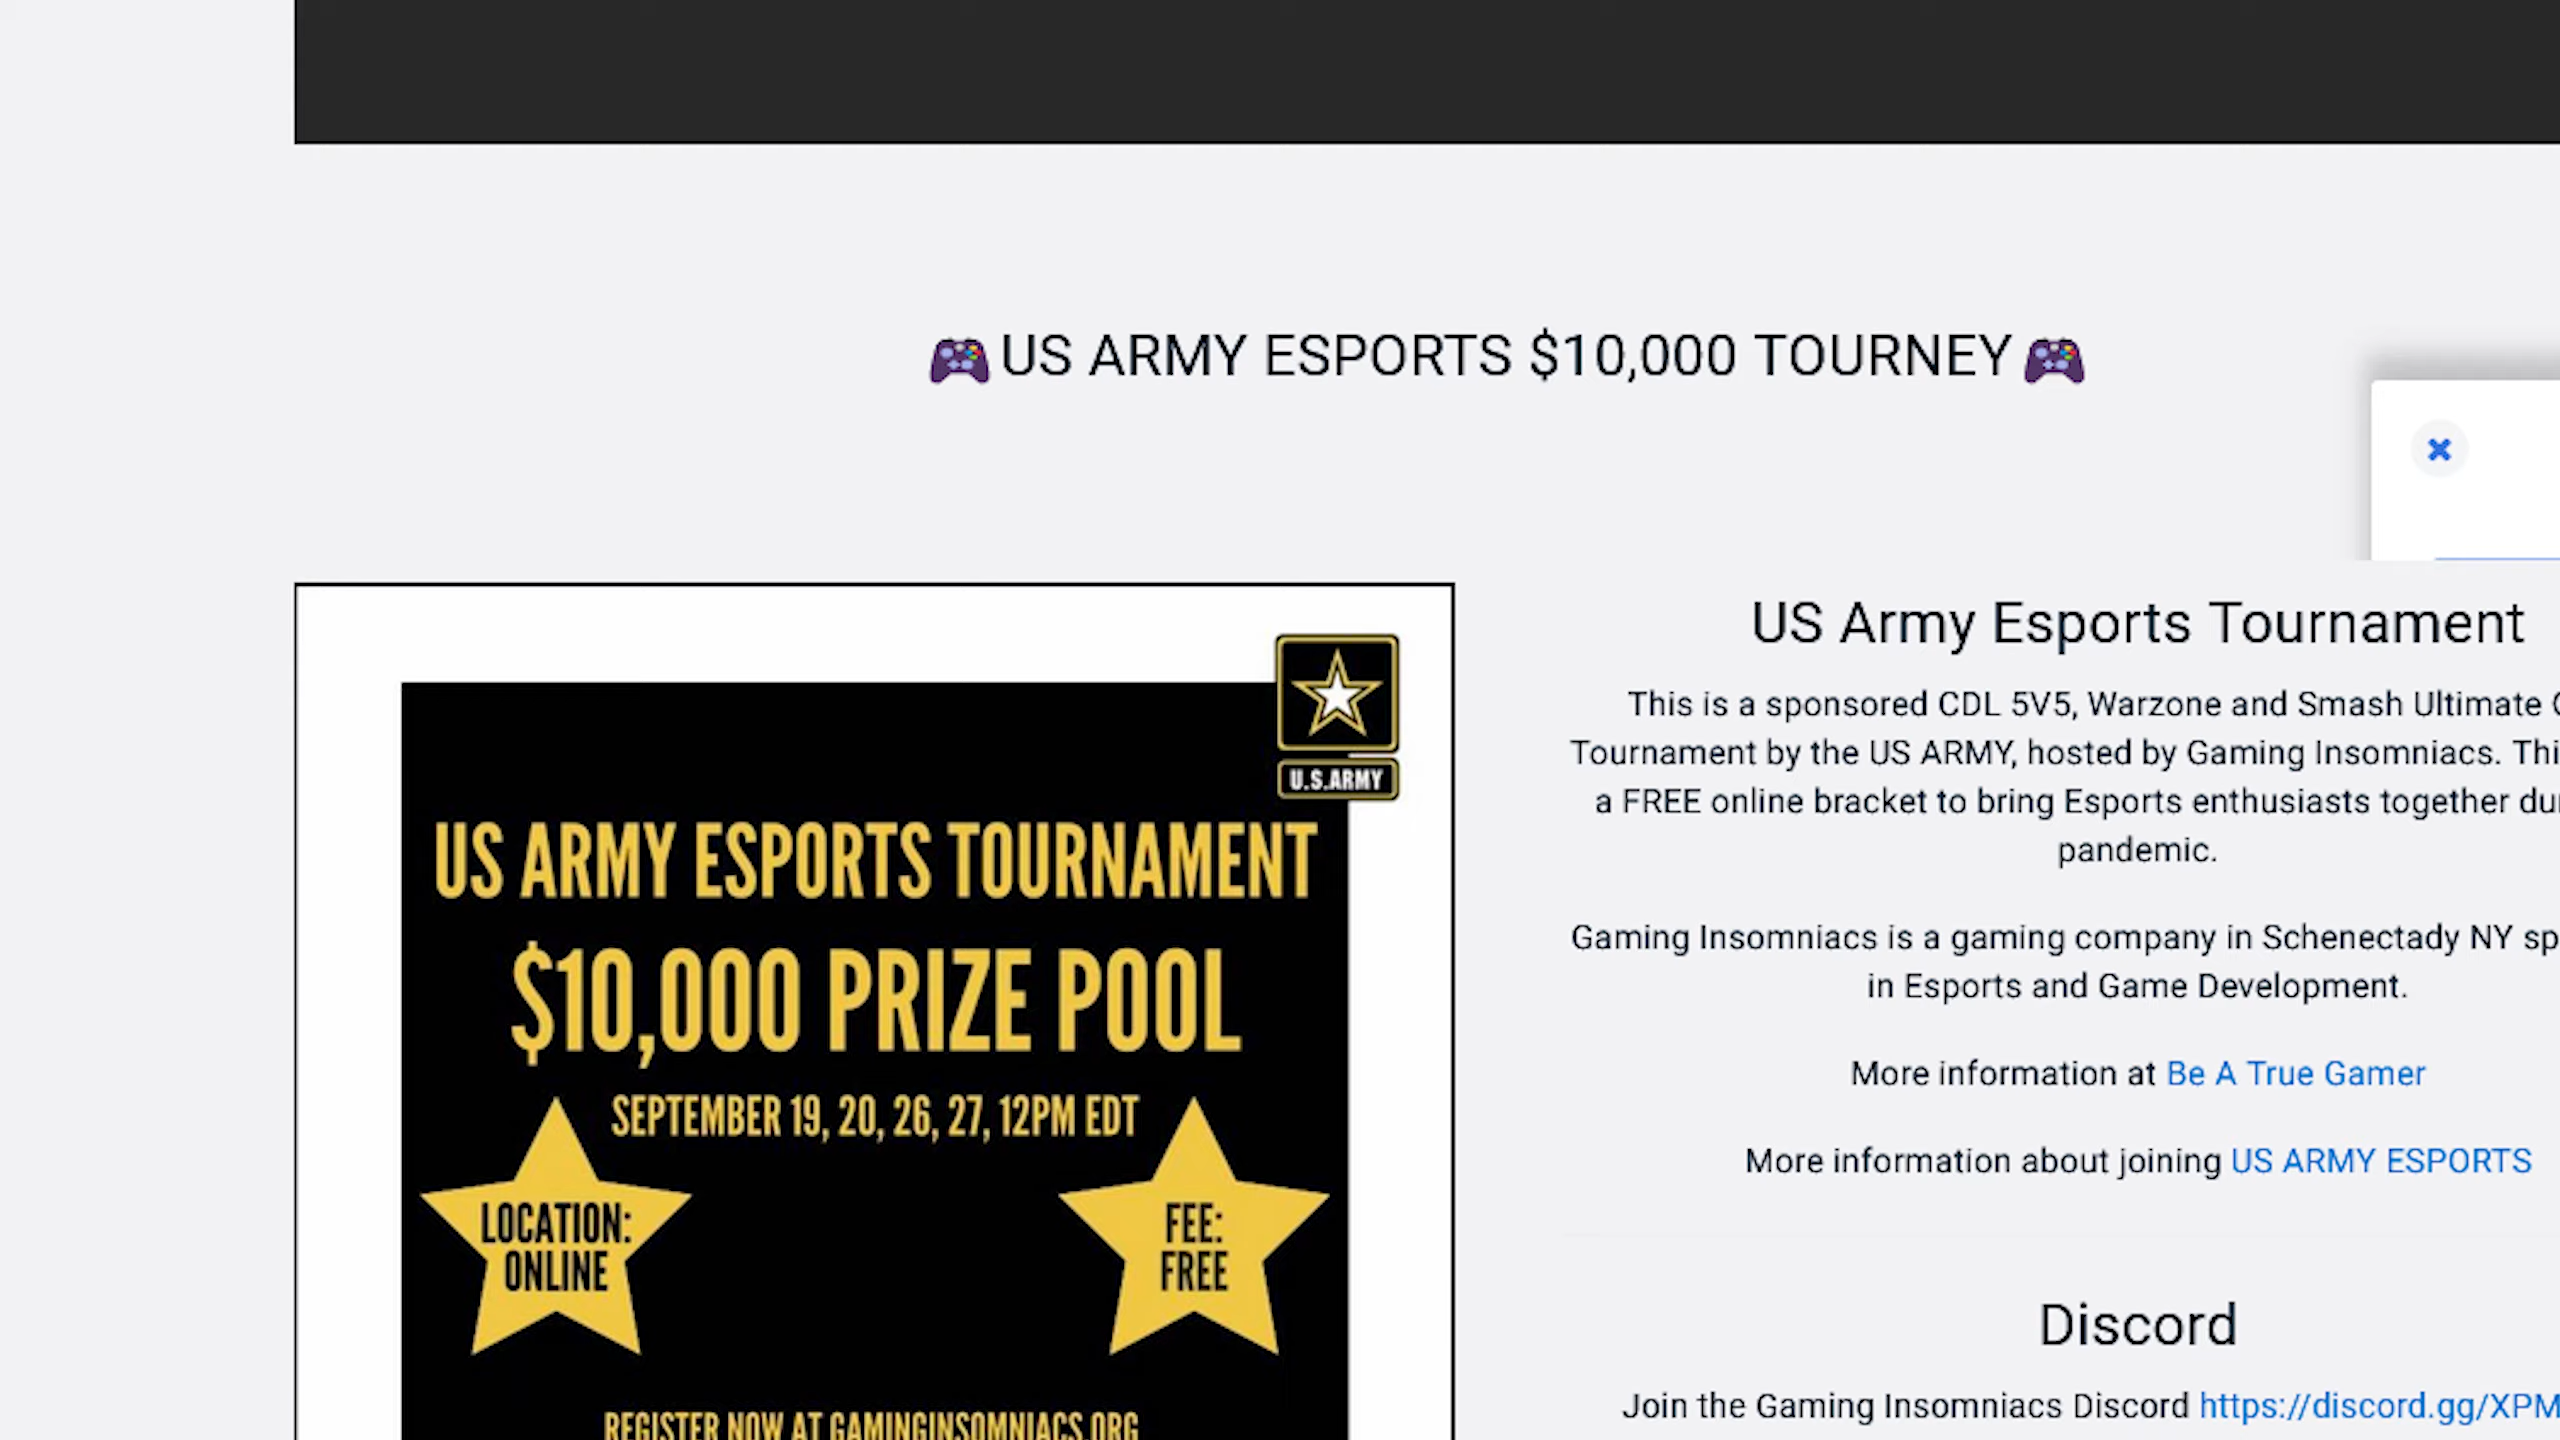 🎮US ARMY ESPORTS $10,000 TOURNEY🎮
U.S.ARMY
US ARMY ESPORTS TOURNAMENT
$10,000 PRIZE POOL
SEPTEMBER 19, 20, 26, 27, 12PM EDT
LOCATION:
ONLINE
FEE:
FREE
REGISTER NOW AT GAMINGINSOMNIACS.ORG
US Army Esports Tournament
This is a sponsored CDL 5V5, Warzone and Smash Ultimate
Tournament by the US ARMY, hosted by Gaming Insomniacs.
a FREE online bracket to bring Esports enthusiasts together
pandemic.
Gaming Insomniacs is a gaming company in Schenectady NY
in Esports and Game Development.
More information at Be A True Gamer
More information about joining US ARMY ESPORTS
Discord
Join the Gaming Insomniacs Discord https://discord.gg/XPM